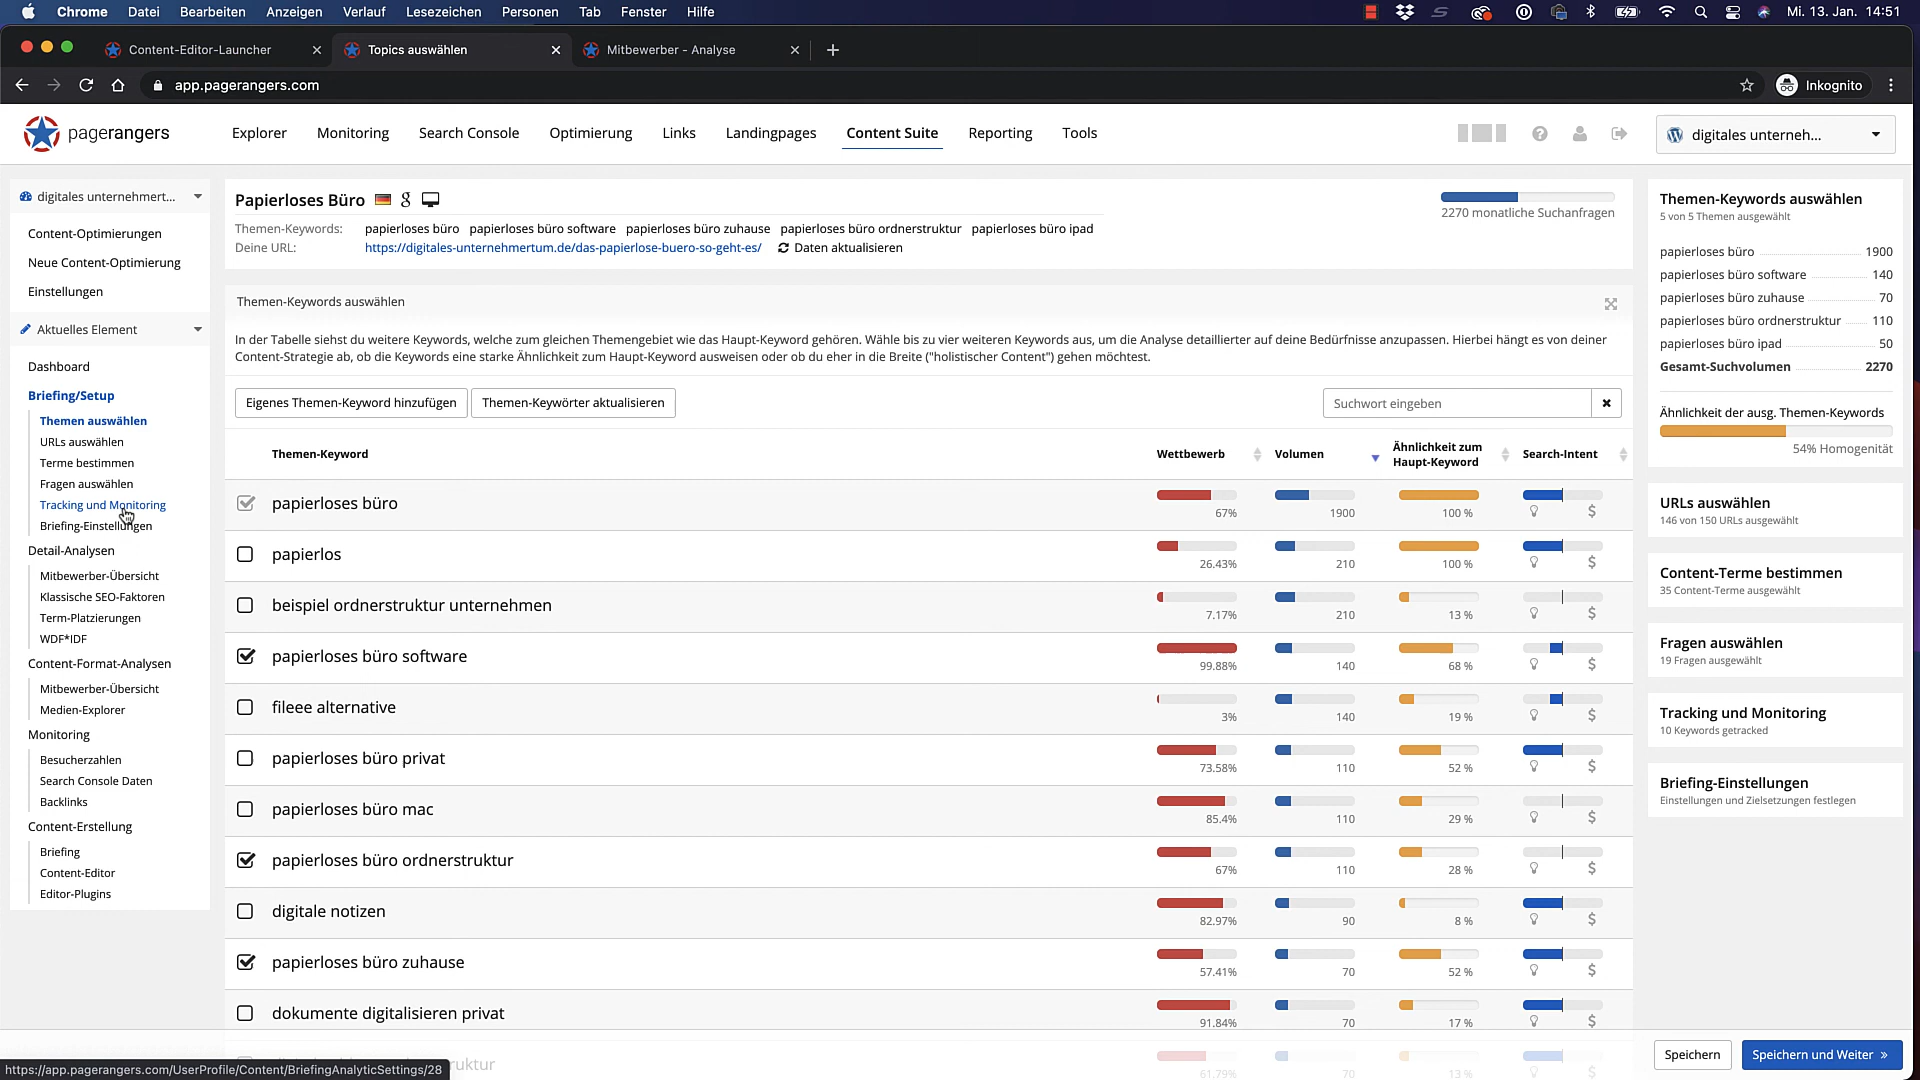 Chrome Datei Bearbeiten Anzeigen Verlauf Lesezeichen Personen Tab Fenster Hilfe Mi. 13. Jan. 14:51
Content-Editor-Launcher Topics auswählen Mitbewerber - Analyse
app.pagerangers.com Inkognito
pagerangers Explorer Monitoring Search Console Optimierung Links Landingpages Content Suite Reporting Tools digitales unterneh...
digitales unternehmert...
Content-Optimierungen
Neue Content-Optimierung
Einstellungen
Aktuelles Element
Dashboard
Briefing/Setup
Themen auswählen
URLs auswählen
Terme bestimmen
Fragen auswählen
Tracking und Monitoring
Briefing-Einstellungen
Detail-Analysen
Mitbewerber-Übersicht
Klassische SEO-Faktoren
Term-Platzierungen
WDF*IDF
Content-Format-Analysen
Mitbewerber-Übersicht
Medien-Explorer
Monitoring
Besucherzahlen
Search Console Daten
Backlinks
Content-Erstellung
Briefing
Content-Editor
Editor-Plugins
Papierloses Büro
2270 monatliche Suchanfragen
Themen-Keywords: papierloses büro papierloses büro software papierloses büro zuhause papierloses büro ordnerstruktur papierloses büro ipad
Deine URL: https://digitales-unternehmertum.de/das-papierlose-buero-so-geht-es/ Daten aktualisieren
Themen-Keywords auswählen
In der Tabelle siehst du weitere Keywords, welche zum gleichen Themengebiet wie das Haupt-Keyword gehören. Wähle bis zu vier weiteren Keywords aus, um die Analyse detaillierter auf deine Bedürfnisse anzupassen. Hierbei hängt es von deiner
Content-Strategie ab, ob die Keywords eine starke Ähnlichkeit zum Haupt-Keyword ausweisen oder ob du eher in die Breite ("holistischer Content") gehen möchtest.
Eigenes Themen-Keyword hinzufügen Themen-Keywörter aktualisieren Suchwort eingeben
Themen-Keyword Wettbewerb Volumen Ähnlichkeit zum Haupt-Keyword Search-Intent
papierloses büro 67% 1900 100 % $
papierlos 26.43% 210 100 % $
beispiel ordnerstruktur unternehmen 7.17% 210 13 % $
papierloses büro software 99.88% 140 68 % $
fileee alternative 3% 140 19 % $
papierloses büro privat 73.58% 110 52 % $
papierloses büro mac 85.4% 110 29 % $
papierloses büro ordnerstruktur 67% 110 28 % $
digitale notizen 82.97% 90 8 % $
papierloses büro zuhause 57.41% 70 52 % $
dokumente digitalisieren privat 91.84% 70 17 % $
ruktur 61.79% 70 13 % $
Themen-Keywords auswählen
5 von 5 Themen ausgewählt
papierloses büro 1900
papierloses büro software 140
papierloses büro zuhause 70
papierloses büro ordnerstruktur 110
papierloses büro ipad 50
Gesamt-Suchvolumen 2270
Ähnlichkeit der ausg. Themen-Keywords
54% Homogenität
URLs auswählen
146 von 150 URLs ausgewählt
Content-Terme bestimmen
35 Content-Terme ausgewählt
Fragen auswählen
19 Fragen ausgewählt
Tracking und Monitoring
10 Keywords getracked
Briefing-Einstellungen
Einstellungen und Zielsetzungen festlegen
Speichern Speichern und Weiter »
https://app.pagerangers.com/UserProfile/Content/BriefingAnalyticSettings/28